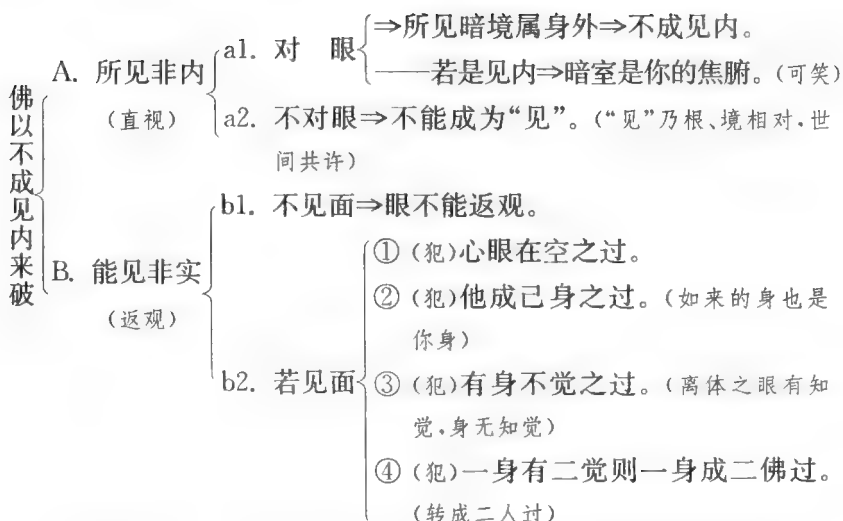 佛以不成见内来破
A. 所见非内
(直视)
a1. 对 眼
⇒所见暗境属身外⇒不成见内。
——若是见内⇒暗室是你的焦腑。(可笑)
a2. 不对眼⇒不能成为“见”。(“见”乃根、境相对,世
间共许)
B. 能见非实
(返观)
b1. 不见面⇒眼不能返观。
b2. 若见面
①(犯)心眼在空之过。
②(犯)他成己身之过。(如来的身也是
你身)
③(犯)有身不觉之过。(离体之眼有知
觉,身无知觉)
④(犯)一身有二觉则一身成二佛过。
(转成二人过)